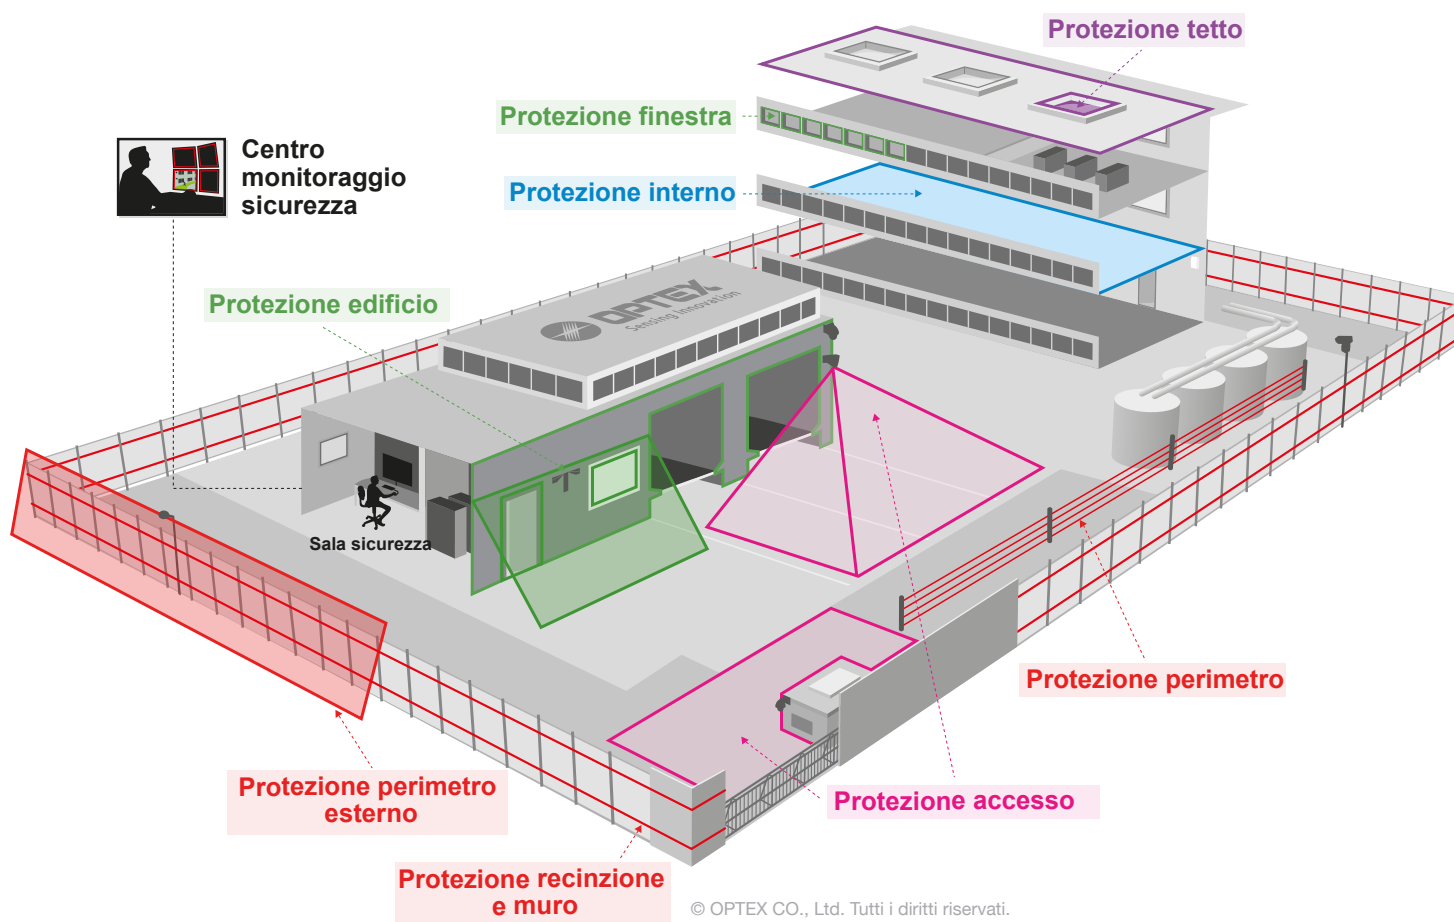 Protezione tetto
Protezione finestra
Centro
monitoraggio
sicurezza
Protezione interno
Protezione edificio
OPTEX
Sensing Innovation
Sala sicurezza
Protezione perimetro
Protezione perimetro
esterno
Protezione accesso
Protezione recinzione
e muro
© OPTEX CO., Ltd. Tutti i diritti riservati.